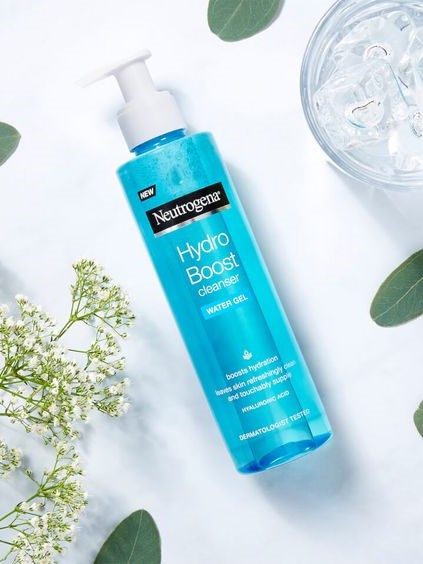 NEW
Neutrogena®
Hydro
Boost
cleanser
WATER GEL
boosts hydration
leaves skin refreshingly clean
and touchably supple
HYALURONIC ACID
DERMATOLOGIST TESTED